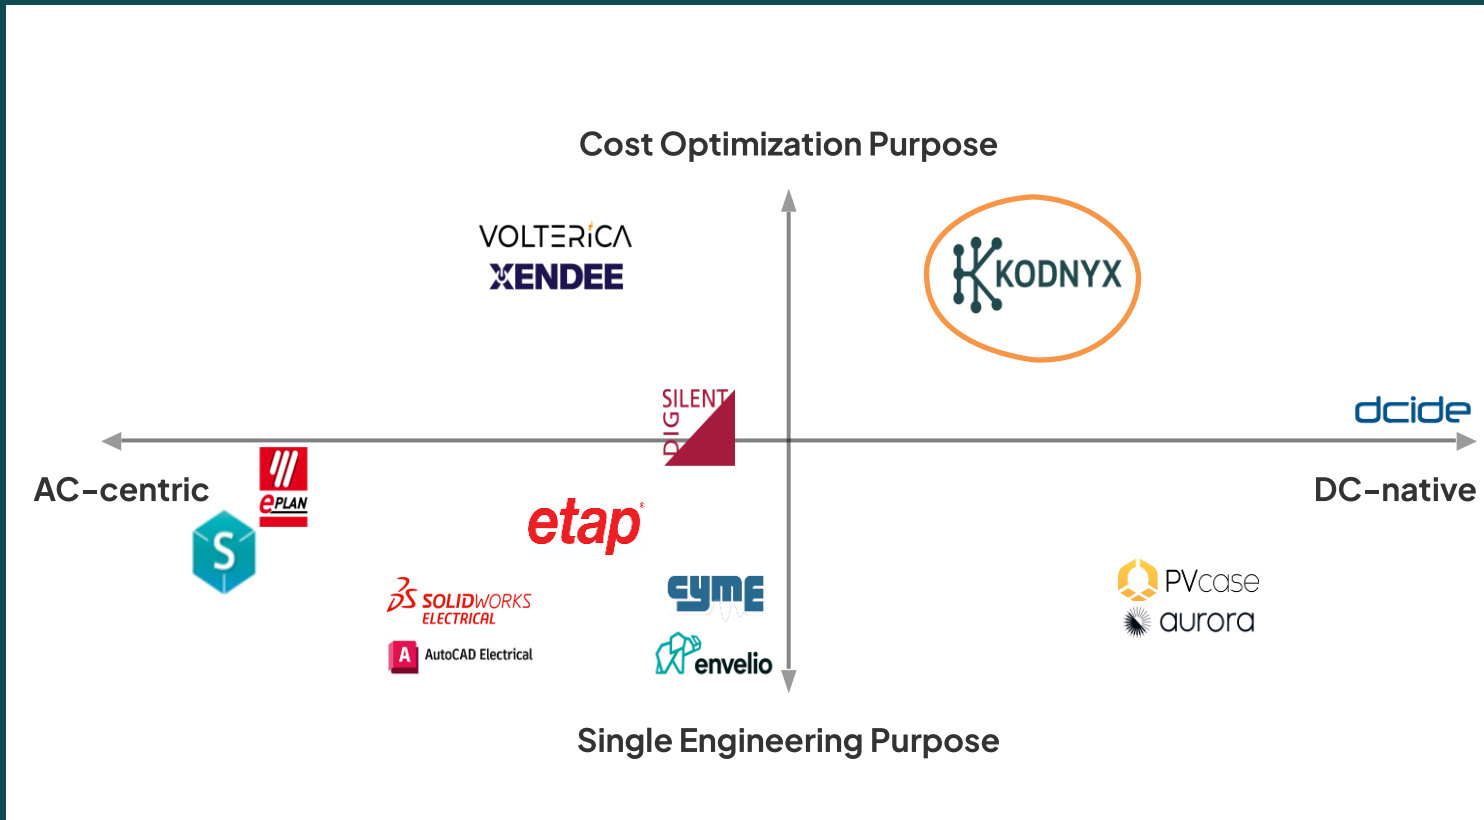 Cost Optimization Purpose
VOLTERICA
XENDEE
KODNYX
DIG
SILENT
dcide
AC-centric
DC-native
ePLAN
S
etap
SOLIDWORKS
ELECTRICAL
CYME
PVcase
aurora
A
AutoCAD Electrical
envelio
Single Engineering Purpose